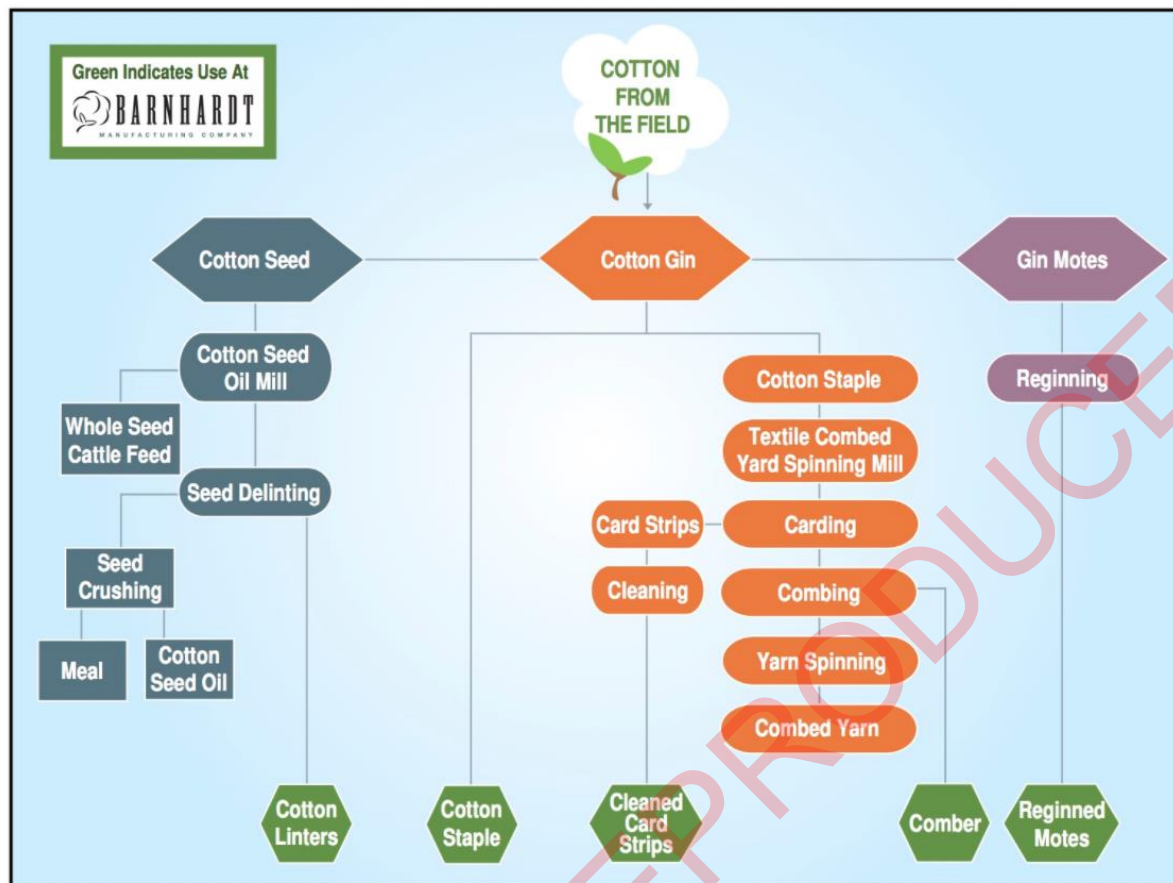 Green Indicates Use At
BARNHARDT
MANUFACTURING COMPANY
COTTON
FROM
THE FIELD
Cotton Seed
Cotton Gin
Gin Motes
Cotton Seed
Oil Mill
Whole Seed
Cattle Feed
Seed Delinting
Seed
Crushing
Meal
Cotton
Seed Oil
Cotton Staple
Textile Combed
Yard Spinning Mill
Card Strips
Carding
Cleaning
Combing
Yarn Spinning
Combed Yarn
Reginning
Cotton
Linters
Cotton
Staple
Cleaned
Card
Strips
Comber
Reginned
Motes